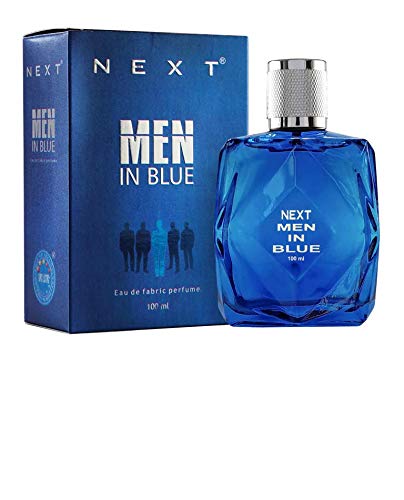 NEXT®
MEN
IN BLUE
Eau de fabric perfume
100 ml
NEXT
MEN
IN
BLUE
100 ml